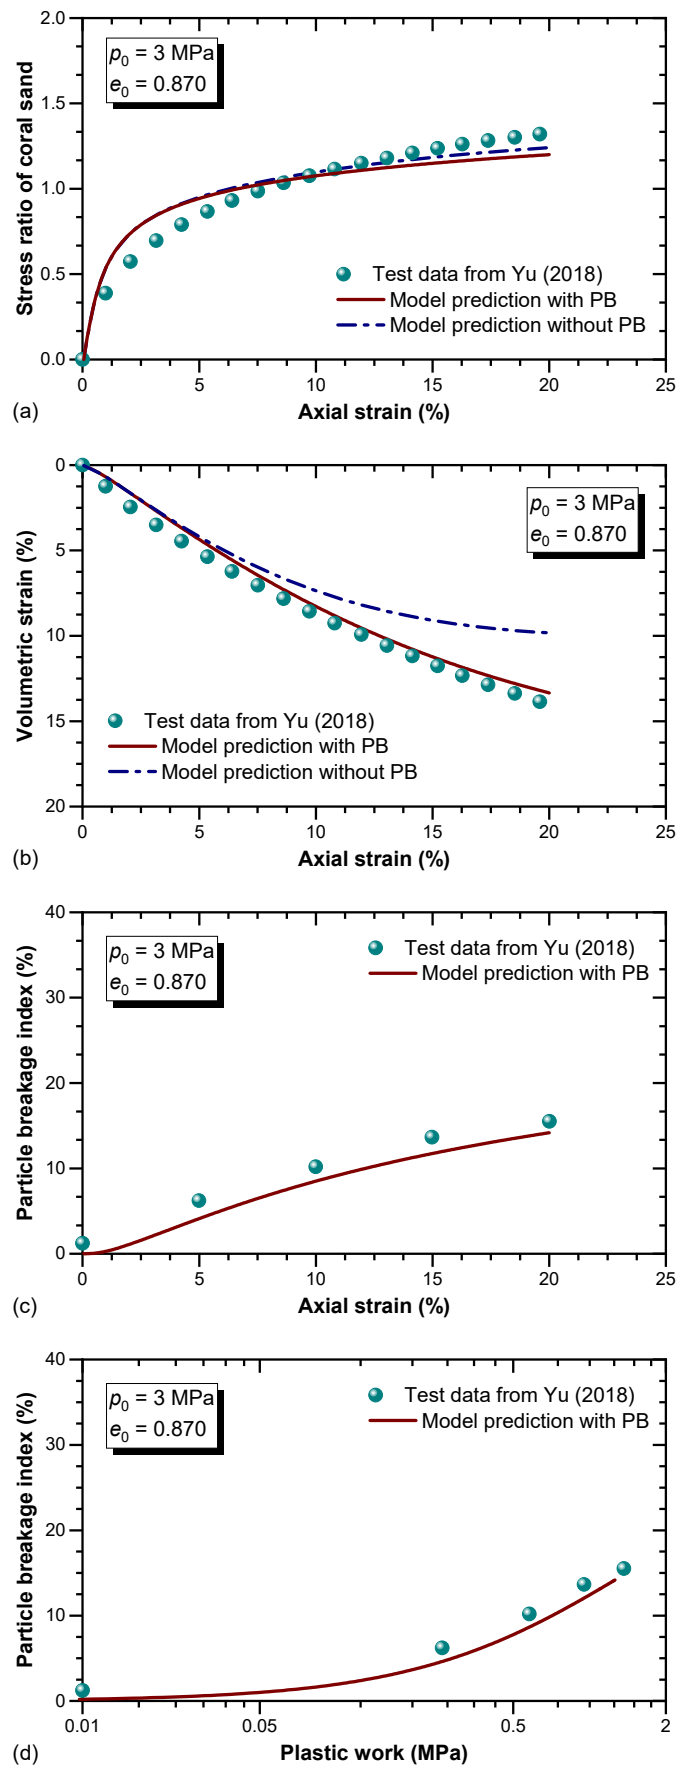 2.0
1.5
1.0
0.5
0.0
Stress ratio of coral sand
p0 = 3 MPa
e0 = 0.870
Test data from Yu (2018)
Model prediction with PB
Model prediction without PB
0 5 10 15 20 25
(a)
Axial strain (%)
0
5
10
15
20
Volumetric strain (%)
p0 = 3 MPa
e0 = 0.870
Test data from Yu (2018)
Model prediction with PB
Model prediction without PB
0 5 10 15 20 25
(b)
Axial strain (%)
40
30
20
10
0
Particle breakage index (%)
p0 = 3 MPa
e0 = 0.870
Test data from Yu (2018)
Model prediction with PB
0 5 10 15 20 25
(c)
Axial strain (%)
40
30
20
10
0
Particle breakage index (%)
p0 = 3 MPa
e0 = 0.870
Test data from Yu (2018)
Model prediction with PB
0.01 0.05 0.5 2
(d)
Plastic work (MPa)